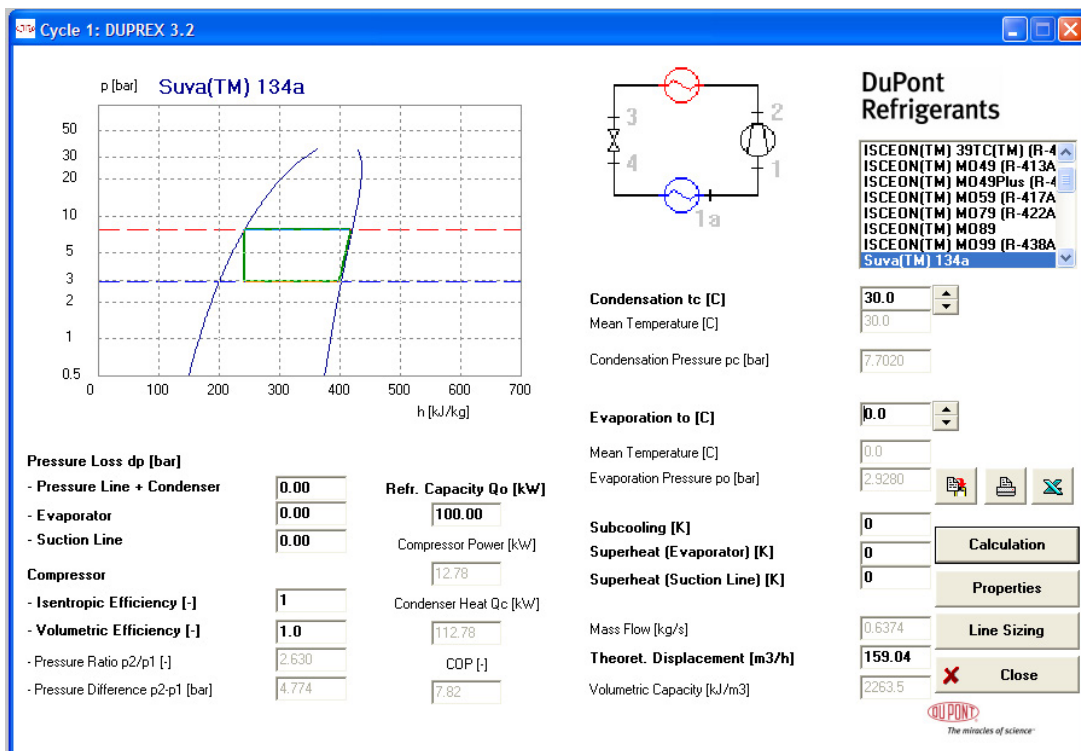 Cycle 1: DUPREX 3.2
p [bar] Suva(TM) 134a
50
30
20
10
5
3
2
1
0.5
0 100 200 300 400 500 600 700
h [kJ/kg]
3 2
4 1
1a
DuPont
Refrigerants
ISCEON(TM) 39TC(TM) (R-4
ISCEON(TM) MO49 (R-413A
ISCEON(TM) MO49Plus (R-4
ISCEON(TM) MO59 (R-417A
ISCEON(TM) MO79 (R-422A
ISCEON(TM) MO89
ISCEON(TM) MO99 (R-438A
Suva(TM) 134a
Condensation tc [C] 30.0
Mean Temperature [C] 30.0
Condensation Pressure pc [bar] 7.7020
Evaporation to [C] 0.0
Mean Temperature [C] 0.0
Evaporation Pressure po [bar] 2.9280
Subcooling [K] 0
Superheat (Evaporator) [K] 0
Superheat (Suction Line) [K] 0
Mass Flow [kg/s] 0.6374
Theoret. Displacement [m3/h] 159.04
Volumetric Capacity [kJ/m3] 2263.5
Pressure Loss dp [bar]
- Pressure Line + Condenser 0.00
- Evaporator 0.00
- Suction Line 0.00
Compressor
- Isentropic Efficiency [-] 1
- Volumetric Efficiency [-] 1.0
- Pressure Ratio p2/p1 [-] 2.630
- Pressure Difference p2-p1 [bar] 4.774
Refr. Capacity Qo [kW]
100.00
Compressor Power [kW]
12.78
Condenser Heat Qc [kW]
112.78
COP [-]
7.82
Calculation
Properties
Line Sizing
Close
DUPONT
The miracles of science